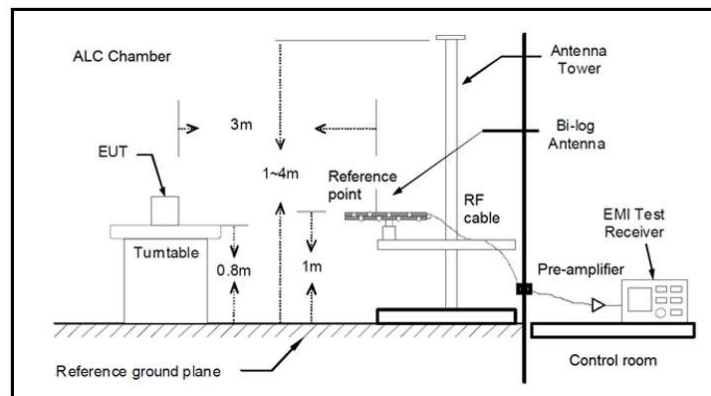 ALC Chamber
Antenna
Tower
3m
Bi-log
Antenna
EUT
1~4m
Reference
point
RF
cable
EMI Test
Receiver
Turntable
0.8m
1m
Pre-amplifier
Reference ground plane
Control room